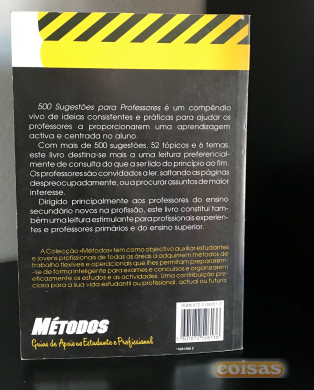 500 Sugestões para Professores é um compêndio
vivo de ideias consistentes e práticas para ajudar os
professores a proporcionarem uma aprendizagem
activa e centrada no aluno.
Com mais de 500 sugestões, 52 tópicos e 6 temas,
este livro destina-se mais a uma leitura preferencial-
mente de consulta do que a ser lido do princípio ao fim.
Os professores são convidados a ler, saltando as páginas
despreocupadamente, ou a procurar assuntos de maior
interesse.
Dirigido principalmente aos professores do ensino
secundário novos na profissão, este livro constitui tam-
bém uma leitura estimulante para profissionais experien-
tes e professores primários e do ensino superior.
A Colecção «Métodos» tem como objectivo auxiliar estudantes
e jovens profissionais de todas as áreas a adquirirem métodos de
trabalho flexíveis e operacionais que lhes permitam prepararem-
-se de forma inteligente para exames e concursos e organizarem
eficazmente os estudos e as actividades. Uma contribuição pre-
ciosa para a sua vida estudantil ou profissional, actual ou futura
MÉTODOS
Guias de Apoio ao Estudante e Profissional
coisas